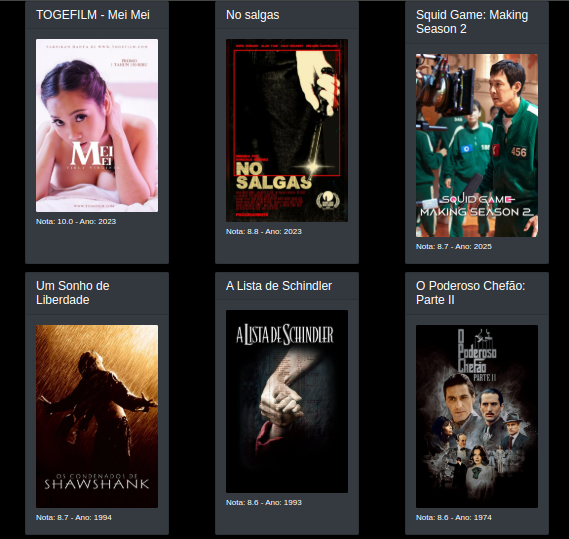 TOGEFILM - Mei Mei
MEI
MEI
Nota: 10.0 - Ano: 2023
No salgas
NO
SALGAS
Nota: 8.8 - Ano: 2023
Squid Game: Making
Season 2
456
SQUID GAME
MAKING SEASON 2
Nota: 8.7 - Ano: 2025
Um Sonho de
Liberdade
OS CONDENADOS DE
SHAWSHANK
Nota: 8.7 - Ano: 1994
A Lista de Schindler
A LISTA DE SCHINDLER
Nota: 8.6 - Ano: 1993
O Poderoso Chefão:
Parte II
O
Poderoso
Chefão
PARTE II
Nota: 8.6 - Ano: 1974